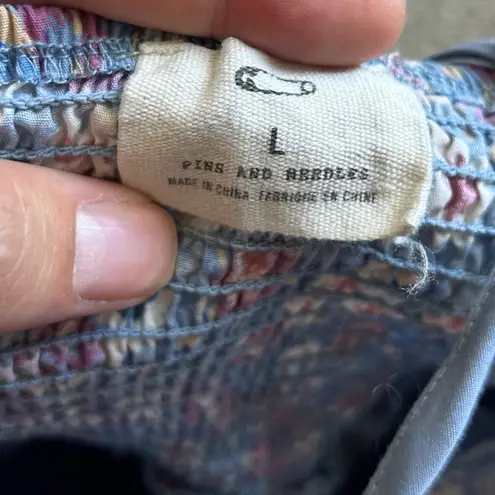 L
PINS AND NEEDLES
MADE IN CHINA FABRIQUE EN CHINE